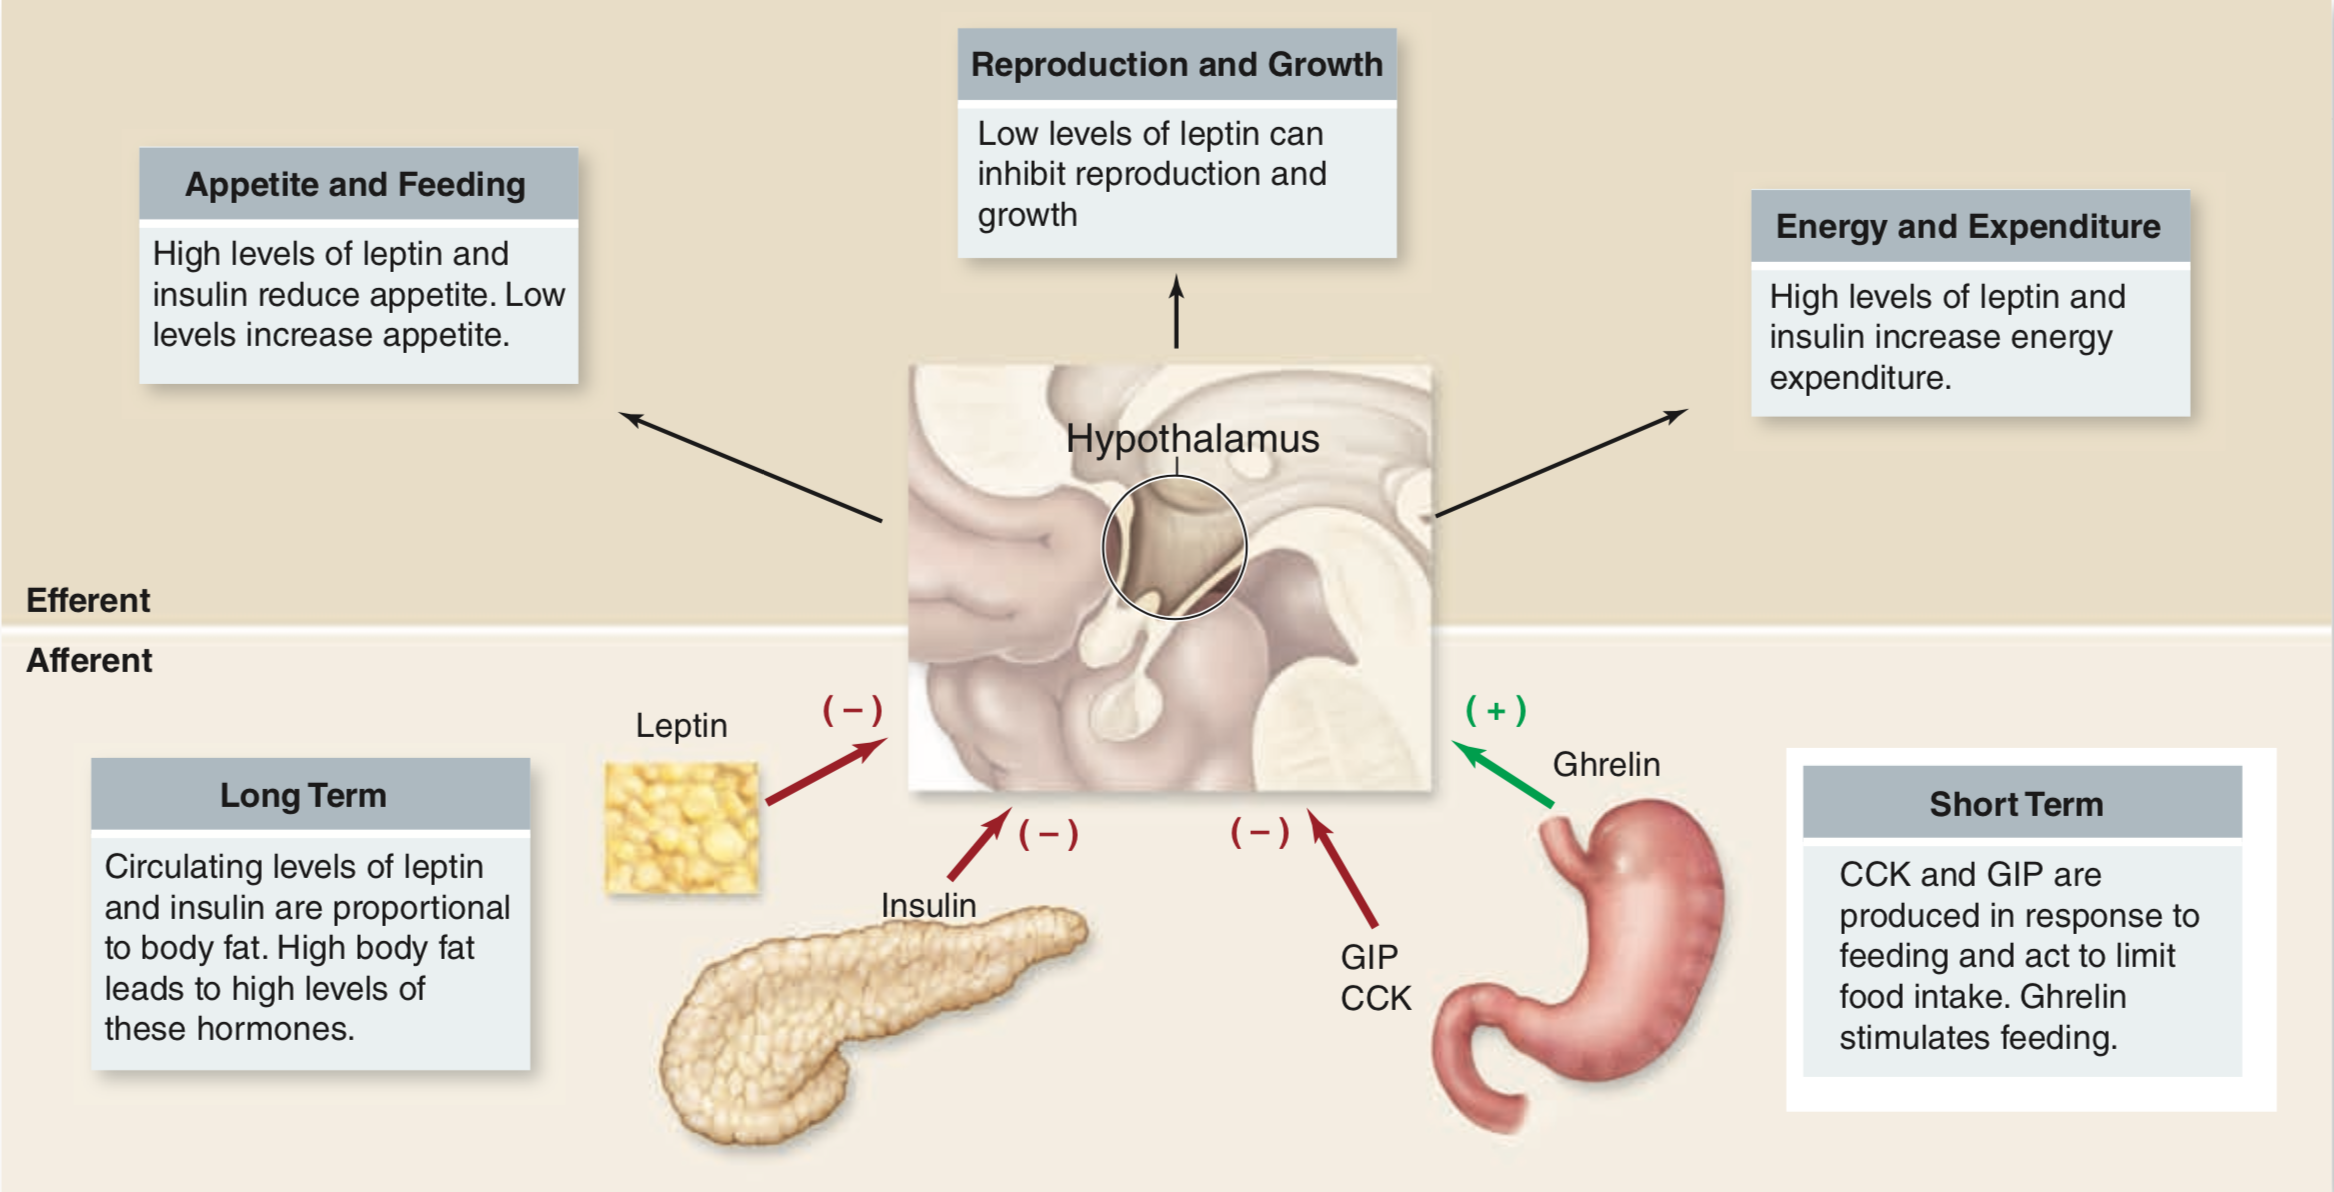 Reproduction and Growth
Low levels of leptin can
inhibit reproduction and
growth
Appetite and Feeding
High levels of leptin and
insulin reduce appetite. Low
levels increase appetite.
Energy and Expenditure
High levels of leptin and
insulin increase energy
expenditure.
Hypothalamus
Efferent
Afferent
Leptin
(–)
(+)
Ghrelin
Long Term
Circulating levels of leptin
and insulin are proportional
to body fat. High body fat
leads to high levels of
these hormones.
(–)
(–)
Insulin
GIP
CCK
Short Term
CCK and GIP are
produced in response to
feeding and act to limit
food intake. Ghrelin
stimulates feeding.